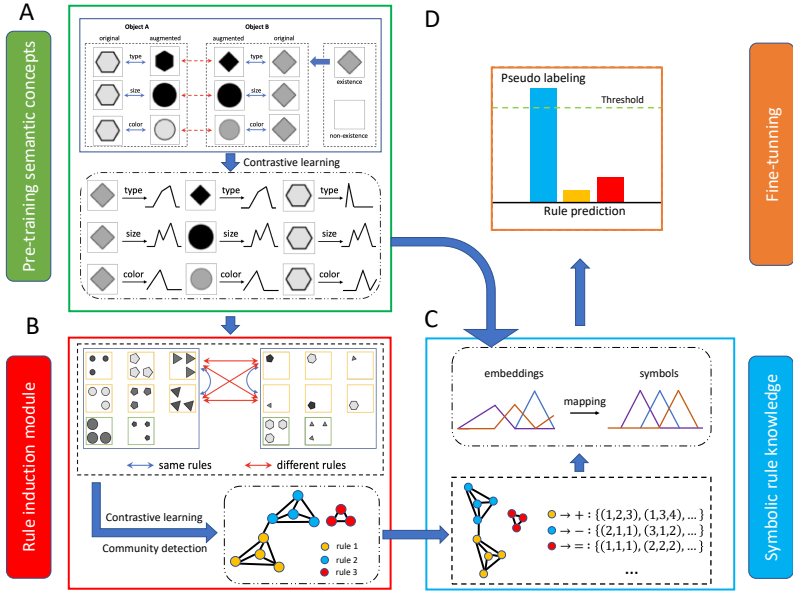 A
Pre-training semantic concepts
Object A
Object B
original
augmented
augmented
original
type
type
existence
size
size
color
color
non-existence
Contrastive learning
type
type
type
size
size
size
color
color
color
B
Rule induction module
same rules
different rules
Contrastive learning
Community detection
rule 1
rule 2
rule 3
D
Pseudo labeling
Threshold
Rule prediction
Fine-tunning
C
embeddings
symbols
mapping
→ + : {(1,2,3), (1,3,4), … }
→ − : {(2,1,1), (3,1,2), … }
→ = : {(1,1,1), (2,2,2), … }
…
Symbolic rule knowledge